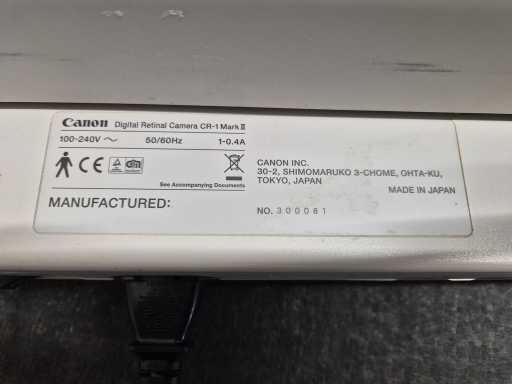 Canon Digital Retinal Camera CR-1 Mark II
100-240V ~ 50/60Hz 1-0.4A
CE
See Accompanying Documents
CANON INC.
30-2, SHIMOMARUKO 3-CHOME, OHTA-KU,
TOKYO, JAPAN
MADE IN JAPAN
MANUFACTURED:
NO. 300061